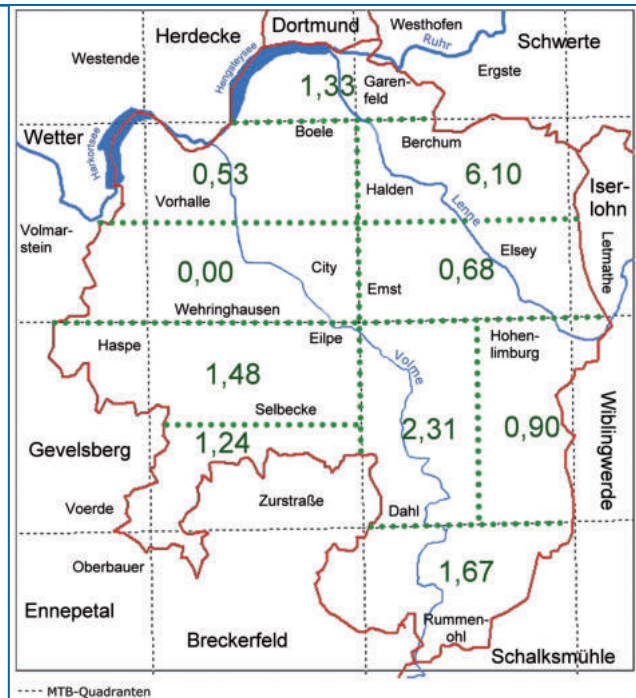 Herdecke
Dortmund
Westhofen
Schwerte
Westende
Hengsteysee
Ruhr
Ergste
1,33
Garen-
feld
Wetter
Harkortsee
Boele
Berchum
0,53
6,10
Iser-
lohn
Vorhalle
Halden
Lenne
Volmar-
stein
Letmathe
0,00
City
Elsey
0,68
Emst
Wehringhausen
Haspe
Eilpe
Hohen-
limburg
Volme
1,48
Selbecke
2,31
0,90
Wiblingwerde
Gevelsberg
1,24
Voerde
Zurstraße
Dahl
Oberbauer
1,67
Ennepetal
Rummen-
ohl
Breckerfeld
Schalksmühle
---- MTB-Quadranten